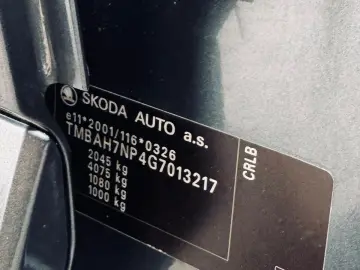 SKODA AUTO a.s.
e11*2001/116*0326
TMBAH7NP4G7013217
2045 kg
4075 kg
1080 kg
1000 kg
CRLB